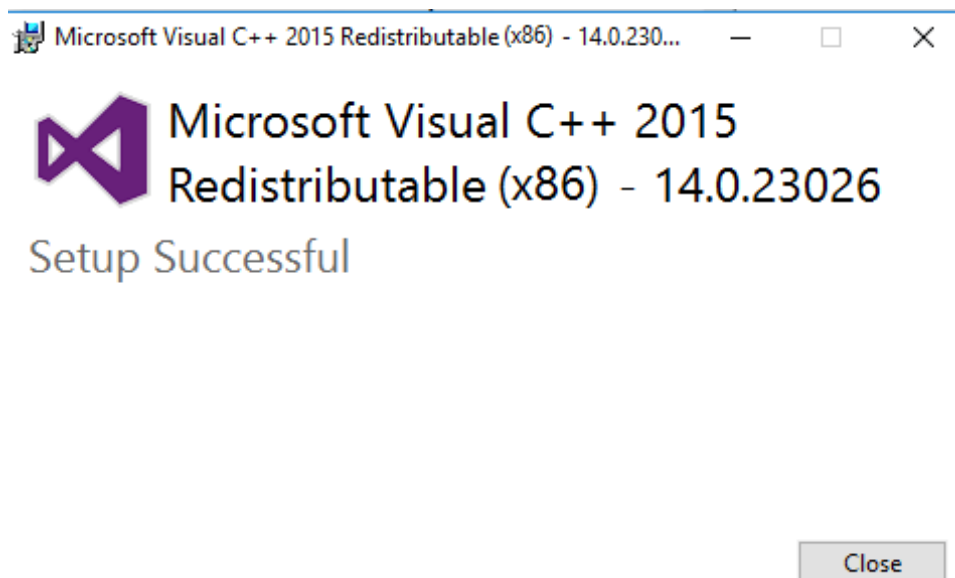 Microsoft Visual C++ 2015 Redistributable (x86) - 14.0.230...
Microsoft Visual C++ 2015
Redistributable (x86) - 14.0.23026
Setup Successful
Close